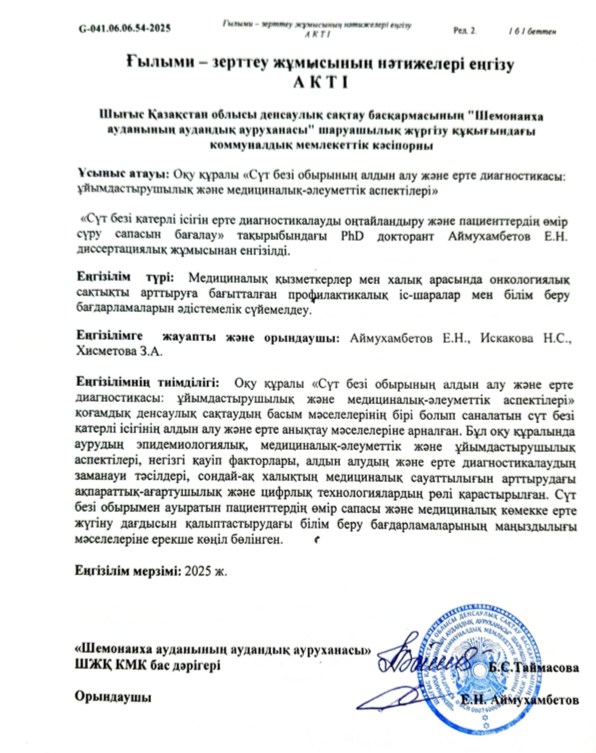 G-041.06.06.54-2025
Ғылыми – зерттеу жұмысының нәтижелері еңгізу
А К Т І
Ред. 2.
1 6 1 беттен
Ғылыми – зерттеу жұмысының нәтижелері еңгізу
А К Т І
Шығыс Қазақстан облысы денсаулық сақтау басқармасының "Шемонаиха
ауданының аудандық ауруханасы" шаруашылық жүргізу құқығындағы
коммуналдық мемлекеттік кәсіпорны
Ұсыныс атауы: Оқу құралы «Сүт безі обырының алдын алу және ерте диагностикасы:
ұйымдастырушылық және медициналық-әлеуметтік аспектілері»
«Сүт безі қатерлі ісігін ерте диагностикалауды оңтайландыру және пациенттердің өмір
сүру сапасын бағалау» тақырыбындағы PhD докторант Аймухамбетов Е.Н.
диссертациялық жұмысынан енгізілді.
Еңгізілім түрі: Медициналық қызметкерлер мен халық арасында онкологиялық
сақтықты арттыруға бағытталған профилактикалық іс-шаралар мен білім беру
бағдарламаларын әдістемелік сүйемелдеу.
Еңгізілімге жауапты және орындаушы: Аймухамбетов Е.Н., Искакова Н.С.,
Хисметова З.А.
Еңгізілімнің тиімділігі: Оқу құралы «Сүт безі обырының алдын алу және ерте
диагностикасы: ұйымдастырушылық және медициналық-әлеуметтік аспектілері»
қоғамдық денсаулық сақтаудың басым мәселелерінің бірі болып саналатын сүт безі
қатерлі ісігінің алдын алу және ерте анықтау мәселелеріне арналған. Бұл оқу құралында
аурудың эпидемиологиялық, медициналық-әлеуметтік және ұйымдастырушылық
аспектілері, негізгі қауіп факторлары, алдын алудың және ерте диагностикалаудың
заманауи тәсілдері, сондай-ақ халықтың медициналық сауаттылығын арттырудағы
ақпараттық-ағартушылық және цифрлық технологиялардың рөлі қарастырылған. Сүт
безі обырымен ауыратын пациенттердің өмір сапасы және медициналық көмекке ерте
жүгіну дағдысын қалыптастырудағы білім беру бағдарламаларының маңыздылығы
мәселелеріне ерекше көңіл бөлінген.
Еңгізілім мерзімі: 2025 ж.
«Шемонаиха ауданының аудандық ауруханасы»
ШЖҚ КМК бас дәрігері
Б.С.Таймасова
Орындаушы
Е.Н. Аймухамбетов